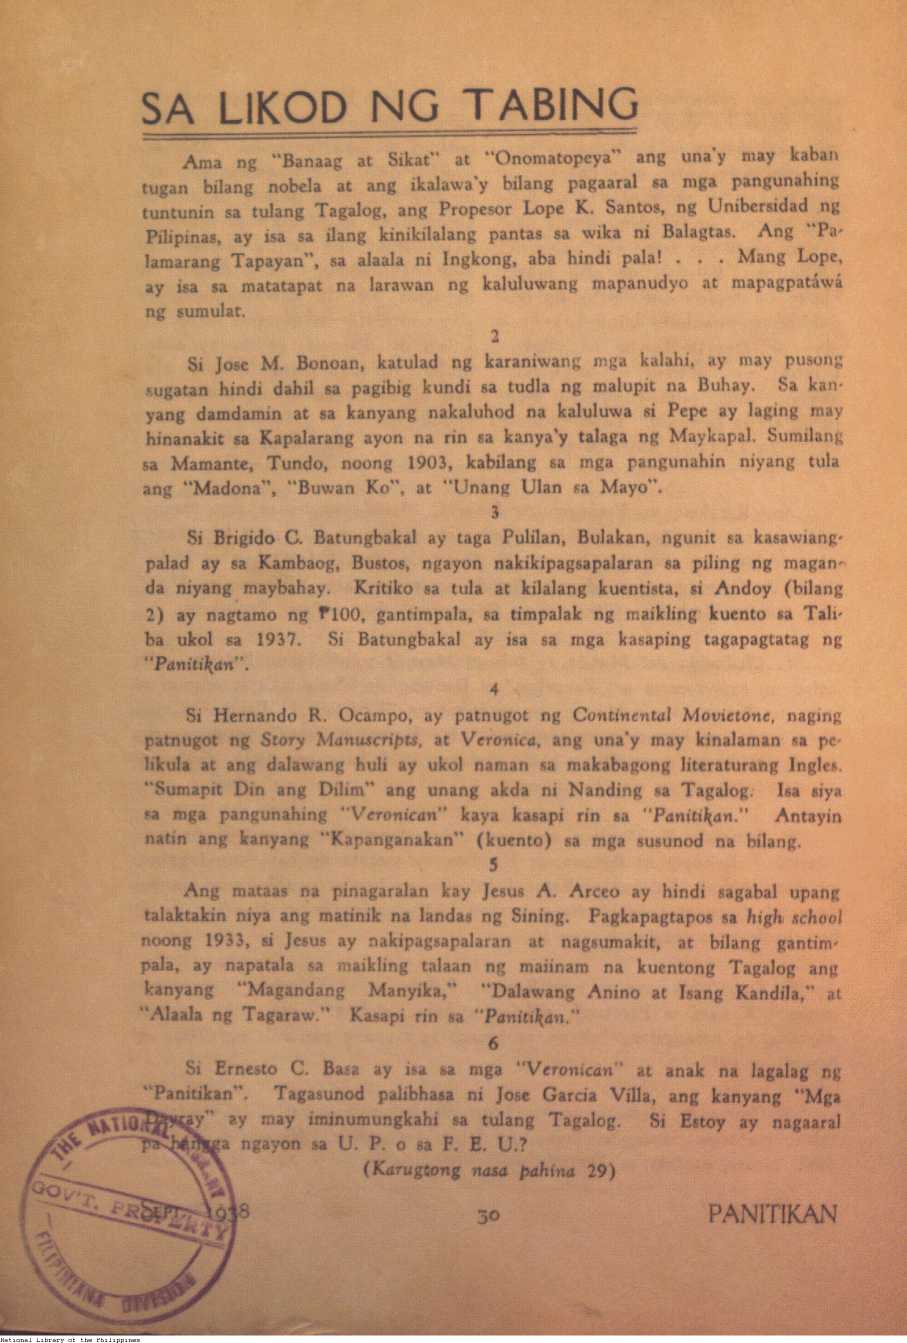 SA LIKOD NG TABING
Ama ng "Banaag at Sikat" at "Onomatopeya" ang una'y may kaban
tugan bilang nobela at ang ikalawa'y bilang pagaaral sa mga pangunahing
tuntunin sa tulang Tagalog, ang Propesor Lope K. Santos, ng Unibersidad ng
Pilipinas, ay isa sa ilang kinikilalang pantas sa wika ni Balagtas. Ang "Pa-
lamarang Tapayan", sa alaala ni Ingkong, aba hindi pala! . . . Mang Lope,
ay isa sa matatapat na larawan ng kaluluwang mapanudyo at mapagpatáwá
ng sumulat.
2
Si Jose M. Bonoan, katulad ng karaniwang mga kalahi, ay may pusong
sugatan hindi dahil sa pagibig kundi sa tudla ng malupit na Buhay. Sa kan-
yang damdamin at sa kanyang nakaluhod na kaluluwa si Pepe ay laging may
hinanakit sa Kapalarang ayon na rin sa kanya'y talaga ng Maykapal. Sumilang
sa Mamante, Tundo, noong 1903, kabilang sa mga pangunahin niyang tula
ang "Madona", "Buwan Ko", at "Unang Ulan sa Mayo".
3
Si Brigido C. Batungbakal ay taga Pulilan, Bulakan, ngunit sa kasawiang-
palad ay sa Kambaog, Bustos, ngayon nakikipagsapalaran sa piling ng magan-
da niyang maybahay. Kritiko sa tula at kilalang kuentista, si Andoy (bilang
2) ay nagtamo ng ₱100, gantimpala, sa timpalak ng maikling kuento sa Tali-
ba ukol sa 1937. Si Batungbakal ay isa sa mga kasaping tagapagtatag ng
"Panitikan".
4
Si Hernando R. Ocampo, ay patnugot ng Continental Movietone, naging
patnugot ng Story Manuscripts, at Veronica, ang una'y may kinalaman sa pe-
likula at ang dalawang huli ay ukol naman sa makabagong literaturang Ingles.
"Sumapit Din ang Dilim" ang unang akda ni Nanding sa Tagalog. Isa siya
sa mga pangunahing "Veronican" kaya kasapi rin sa "Panitikan." Antayin
natin ang kanyang "Kapanganakan" (kuento) sa mga susunod na bilang.
5
Ang mataas na pinagaralan kay Jesus A. Arceo ay hindi sagabal upang
talaktakin niya ang matinik na landas ng Sining. Pagkapagtapos sa high school
noong 1933, si Jesus ay nakipagsapalaran at nagsumakit, at bilang gantim-
pala, ay napatala sa maikling talaan ng maiinam na kuentong Tagalog ang
kanyang "Magandang Manyika," "Dalawang Anino at Isang Kandila," at
"Alaala ng Tagaraw." Kasapi rin sa "Panitikan."
6
Si Ernesto C. Basa ay isa sa mga "Veronican" at anak na lagalag ng
"Panitikan". Tagasunod palibhasa ni Jose Garcia Villa, ang kanyang "Mga
ay may iminumungkahi sa tulang Tagalog. Si Estoy ay nagaaral
pa hangga ngayon sa U. P. o sa F. E. U.?
(Karugtong nasa pahina 29)
Sept. 1938 30 PANITIKAN
THE NATIONAL LIBRARY
GOV'T. PROPERTY
FILIPINIANA DIVISION
National Library of the Philippines